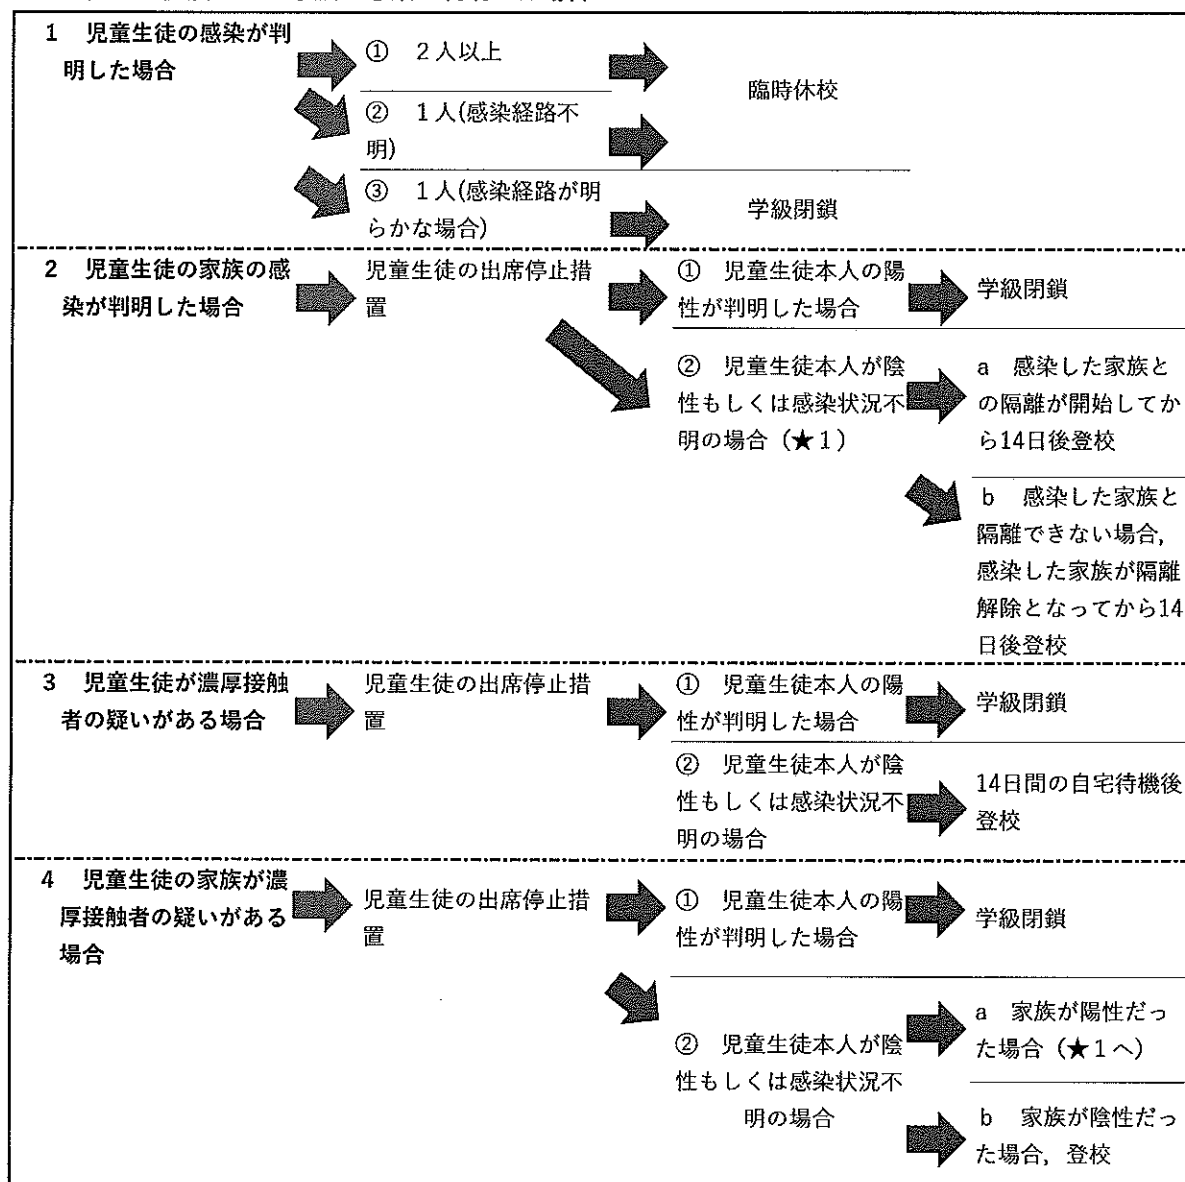 1 児童生徒の感染が判
明した場合
① 2人以上
臨時休校
② 1人(感染経路不
明)
③ 1人(感染経路が明
らかな場合)
学級閉鎖
2 児童生徒の家族の感
染が判明した場合
児童生徒の出席停止措
置
① 児童生徒本人の陽
性が判明した場合
学級閉鎖
② 児童生徒本人が陰
性もしくは感染状況不
明の場合（★1）
a 感染した家族と
の隔離が開始してか
ら14日後登校
b 感染した家族と
隔離できない場合，
感染した家族が隔離
解除となってから14
日後登校
3 児童生徒が濃厚接触
者の疑いがある場合
児童生徒の出席停止措
置
① 児童生徒本人の陽
性が判明した場合
学級閉鎖
② 児童生徒本人が陰
性もしくは感染状況不
明の場合
14日間の自宅待機後
登校
4 児童生徒の家族が濃
厚接触者の疑いがある
場合
児童生徒の出席停止措
置
① 児童生徒本人の陽
性が判明した場合
学級閉鎖
② 児童生徒本人が陰
性もしくは感染状況不
明の場合
a 家族が陽性だっ
た場合（★1へ）
b 家族が陰性だっ
た場合，登校